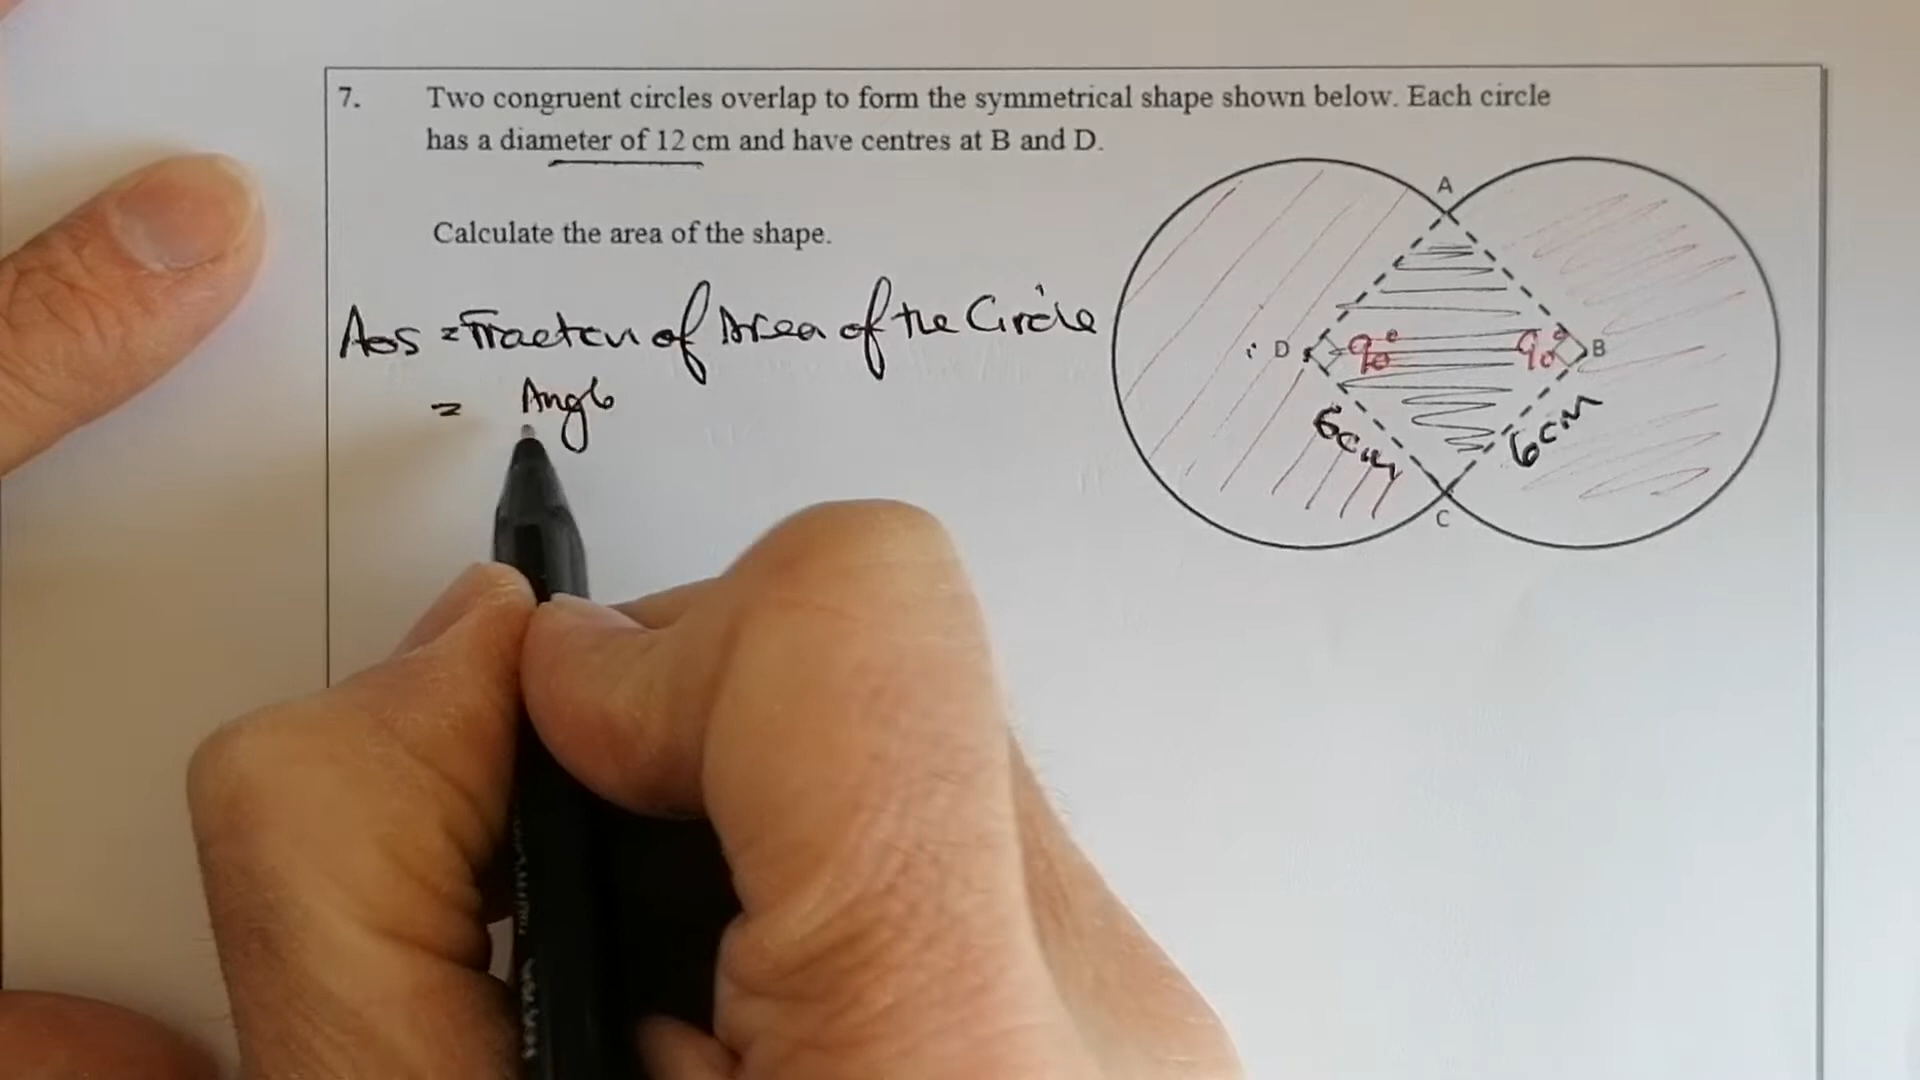 7. Two congruent circles overlap to form the symmetrical shape shown below. Each circle
has a diameter of 12 cm and have centres at B and D.
Calculate the area of the shape.
AOS = Fraction of Area of the Circle
= Angle
A
D 90° 90° B
6cm 6cm
C